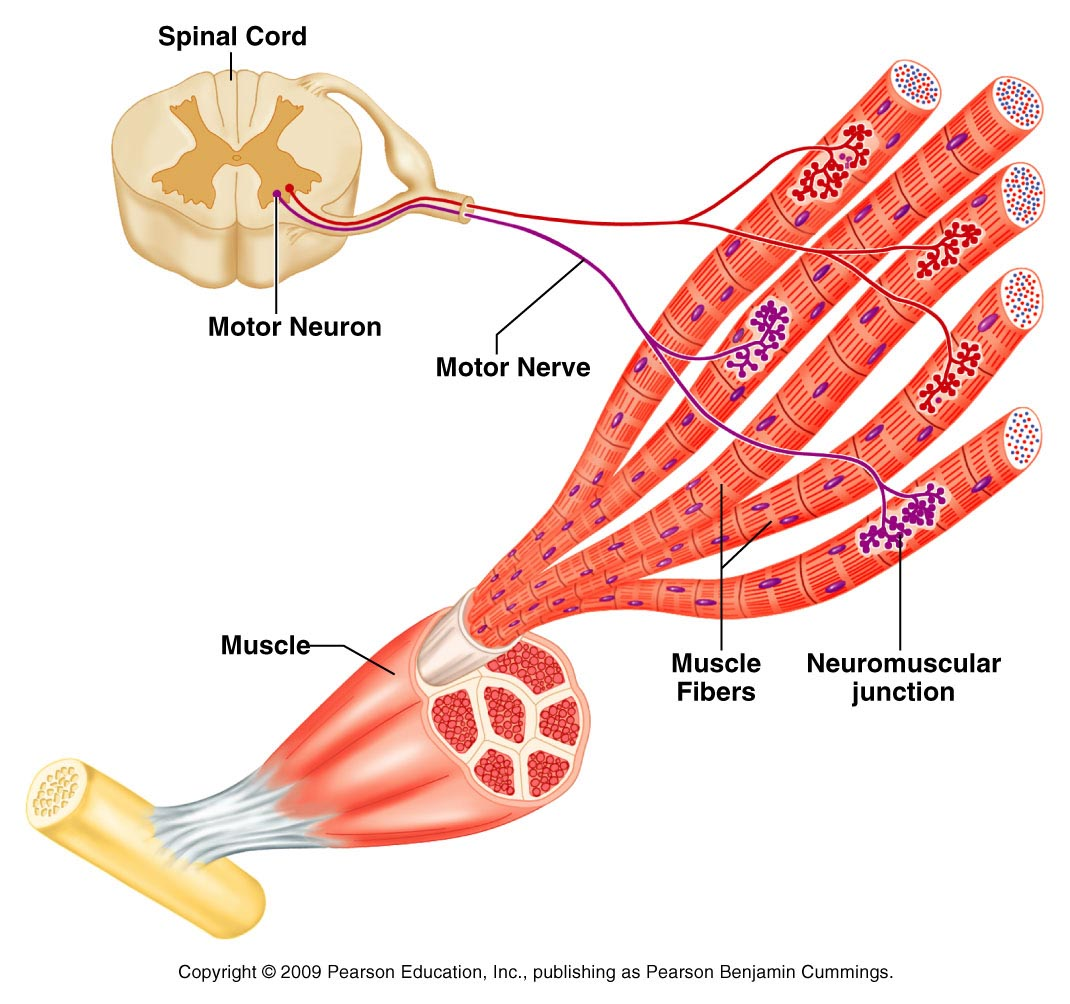 Spinal Cord
Motor Neuron
Motor Nerve
Muscle
Muscle
Fibers
Neuromuscular
junction
Copyright © 2009 Pearson Education, Inc., publishing as Pearson Benjamin Cummings.